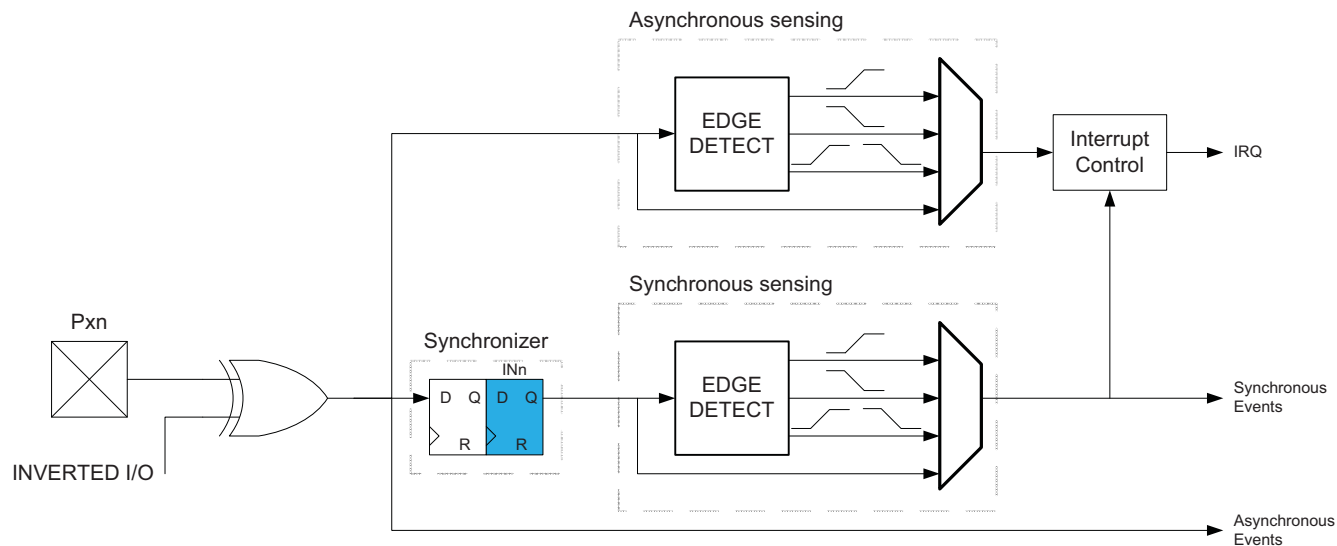 Asynchronous sensing
EDGE
DETECT
Interrupt
Control
IRQ
Synchronous sensing
Pxn
Synchronizer
INn
D Q D Q
R R
EDGE
DETECT
Synchronous
Events
INVERTED I/O
Asynchronous
Events